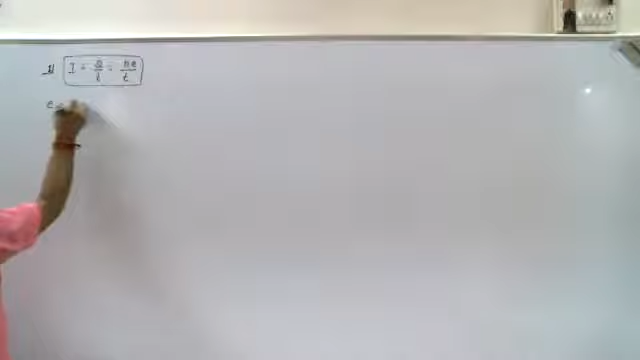 1) I = Q/t = ne/t
e =